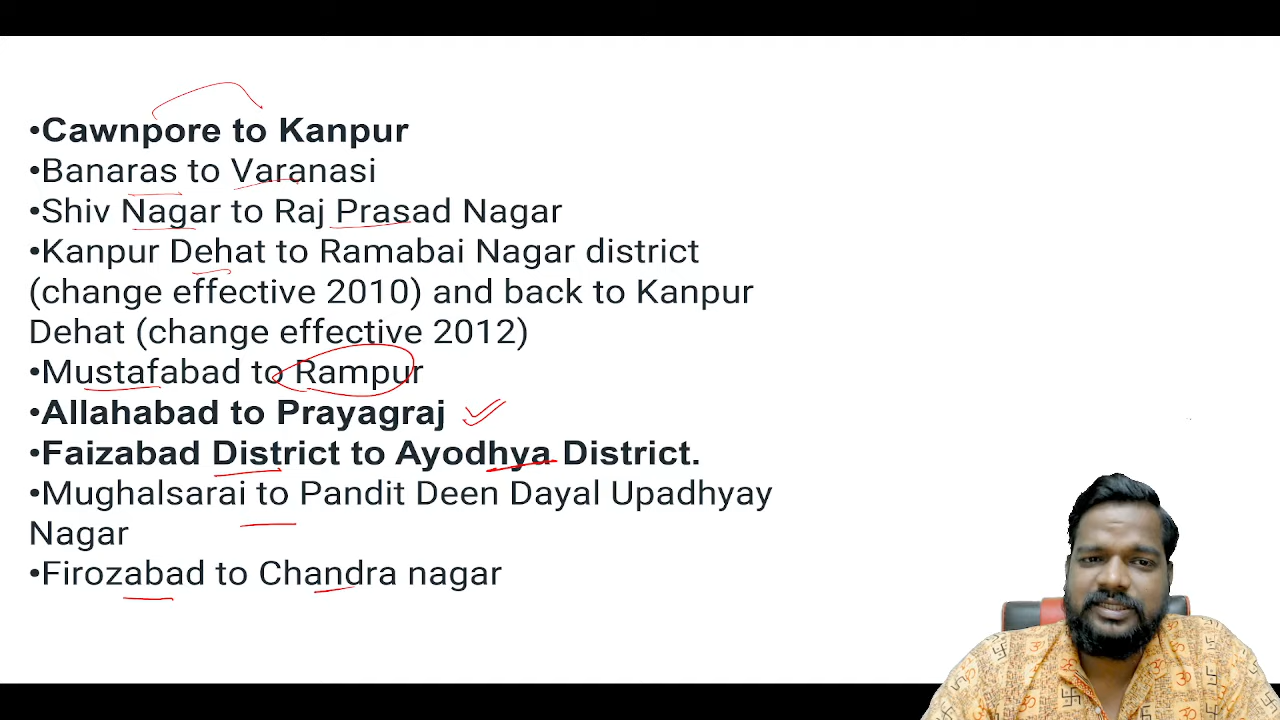 •Cawnpore to Kanpur
•Banaras to Varanasi
•Shiv Nagar to Raj Prasad Nagar
•Kanpur Dehat to Ramabai Nagar district
(change effective 2010) and back to Kanpur
Dehat (change effective 2012)
•Mustafabad to Rampur
•Allahabad to Prayagraj
•Faizabad District to Ayodhya District.
•Mughalsarai to Pandit Deen Dayal Upadhyay
Nagar
•Firozabad to Chandra nagar